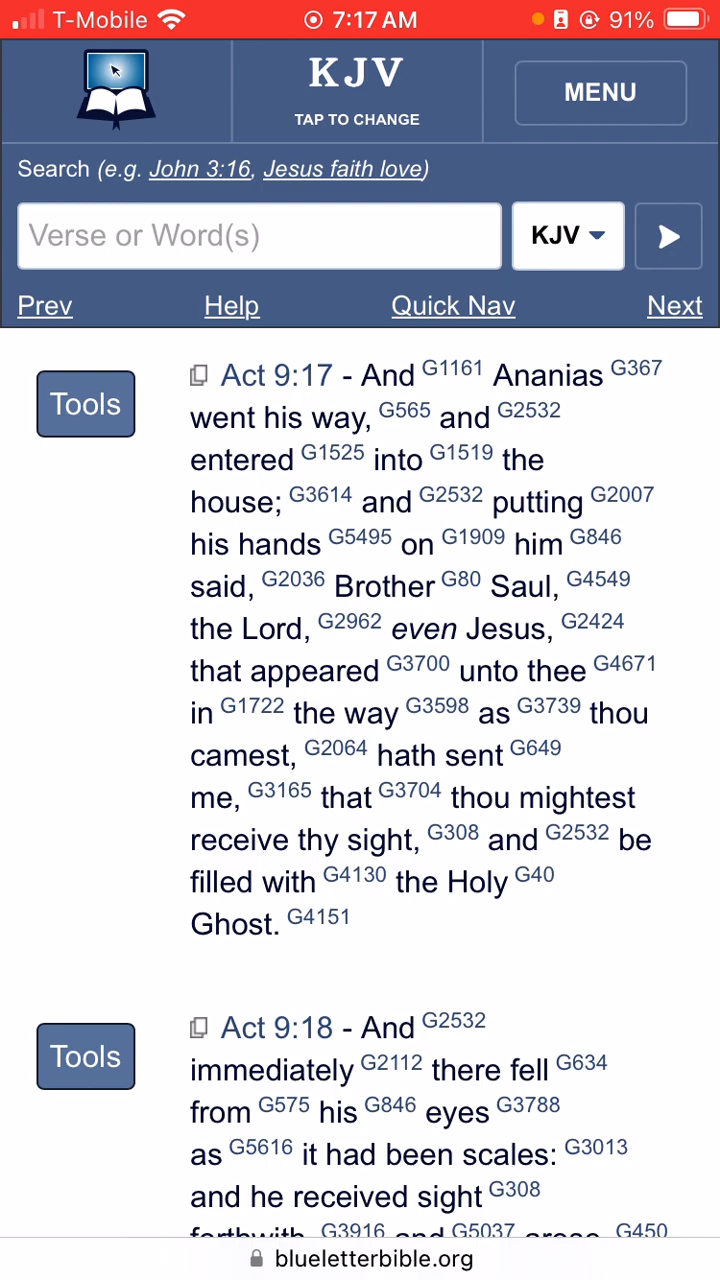 T-Mobile 7:17 AM 91%
KJV
TAP TO CHANGE
MENU
Search (e.g. John 3:16, Jesus faith love)
Verse or Word(s) KJV
Prev Help Quick Nav Next
Tools
Act 9:17 - And G1161 Ananias G367
went his way, G565 and G2532
entered G1525 into G1519 the
house; G3614 and G2532 putting G2007
his hands G5495 on G1909 him G846
said, G2036 Brother G80 Saul, G4549
the Lord, G2962 even Jesus, G2424
that appeared G3700 unto thee G4671
in G1722 the way G3598 as G3739 thou
camest, G2064 hath sent G649
me, G3165 that G3704 thou mightest
receive thy sight, G308 and G2532 be
filled with G4130 the Holy G40
Ghost. G4151
Tools
Act 9:18 - And G2532
immediately G2112 there fell G634
from G575 his G846 eyes G3788
as G5616 it had been scales: G3013
and he received sight G308
forthwith, G3916 and G5037 arose, G450
blueletterbible.org